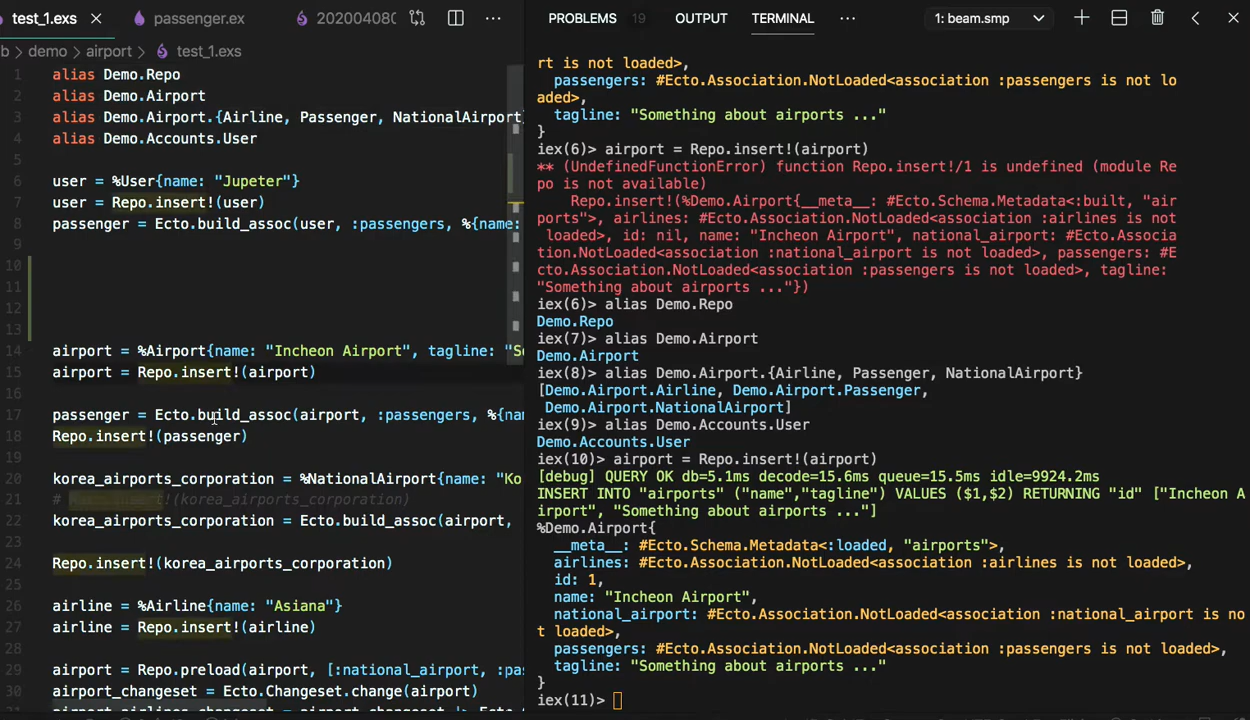 test_1.exs
passenger.ex
20200408
b > demo > airport > test_1.exs
1 alias Demo.Repo
2 alias Demo.Airport
3 alias Demo.Airport.{Airline, Passenger, NationalAirport
4 alias Demo.Accounts.User
5
6 user = %User{name: "Jupeter"}
7 user = Repo.insert!(user)
8 passenger = Ecto.build_assoc(user, :passengers, %{name:
9
10
11
12
13
14 airport = %Airport{name: "Incheon Airport", tagline: "S
15 airport = Repo.insert!(airport)
16
17 passenger = Ecto.build_assoc(airport, :passengers, %{na
18 Repo.insert!(passenger)
19
20 korea_airports_corporation = %NationalAirport{name: "Ko
21 # Repo.insert!(korea_airports_corporation)
22 korea_airports_corporation = Ecto.build_assoc(airport,
23
24 Repo.insert!(korea_airports_corporation)
25
26 airline = %Airline{name: "Asiana"}
27 airline = Repo.insert!(airline)
28
29 airport = Repo.preload(airport, [:national_airport, :pa
30 airport_changeset = Ecto.Changeset.change(airport)
PROBLEMS 19 OUTPUT TERMINAL ... 1: beam.smp
rt is not loaded>,
passengers: #Ecto.Association.NotLoaded<association :passengers is not lo
aded>,
tagline: "Something about airports ..."
}
iex(6)> airport = Repo.insert!(airport)
** (UndefinedFunctionError) function Repo.insert!/1 is undefined (module Re
po is not available)
Repo.insert!(%Demo.Airport{__meta__: #Ecto.Schema.Metadata<:built, "air
ports">, airlines: #Ecto.Association.NotLoaded<association :airlines is not
loaded>, id: nil, name: "Incheon Airport", national_airport: #Ecto.Associa
tion.NotLoaded<association :national_airport is not loaded>, passengers: #E
cto.Association.NotLoaded<association :passengers is not loaded>, tagline:
"Something about airports ..."})
iex(6)> alias Demo.Repo
Demo.Repo
iex(7)> alias Demo.Airport
Demo.Airport
iex(8)> alias Demo.Airport.{Airline, Passenger, NationalAirport}
[Demo.Airport.Airline, Demo.Airport.Passenger,
Demo.Airport.NationalAirport]
iex(9)> alias Demo.Accounts.User
Demo.Accounts.User
iex(10)> airport = Repo.insert!(airport)
[debug] QUERY OK db=5.1ms decode=15.6ms queue=15.5ms idle=9924.2ms
INSERT INTO "airports" ("name","tagline") VALUES ($1,$2) RETURNING "id" ["Incheon A
irport", "Something about airports ..."]
%Demo.Airport{
__meta__: #Ecto.Schema.Metadata<:loaded, "airports">,
airlines: #Ecto.Association.NotLoaded<association :airlines is not loaded>,
id: 1,
name: "Incheon Airport",
national_airport: #Ecto.Association.NotLoaded<association :national_airport is no
t loaded>,
passengers: #Ecto.Association.NotLoaded<association :passengers is not loaded>,
tagline: "Something about airports ..."
}
iex(11)>